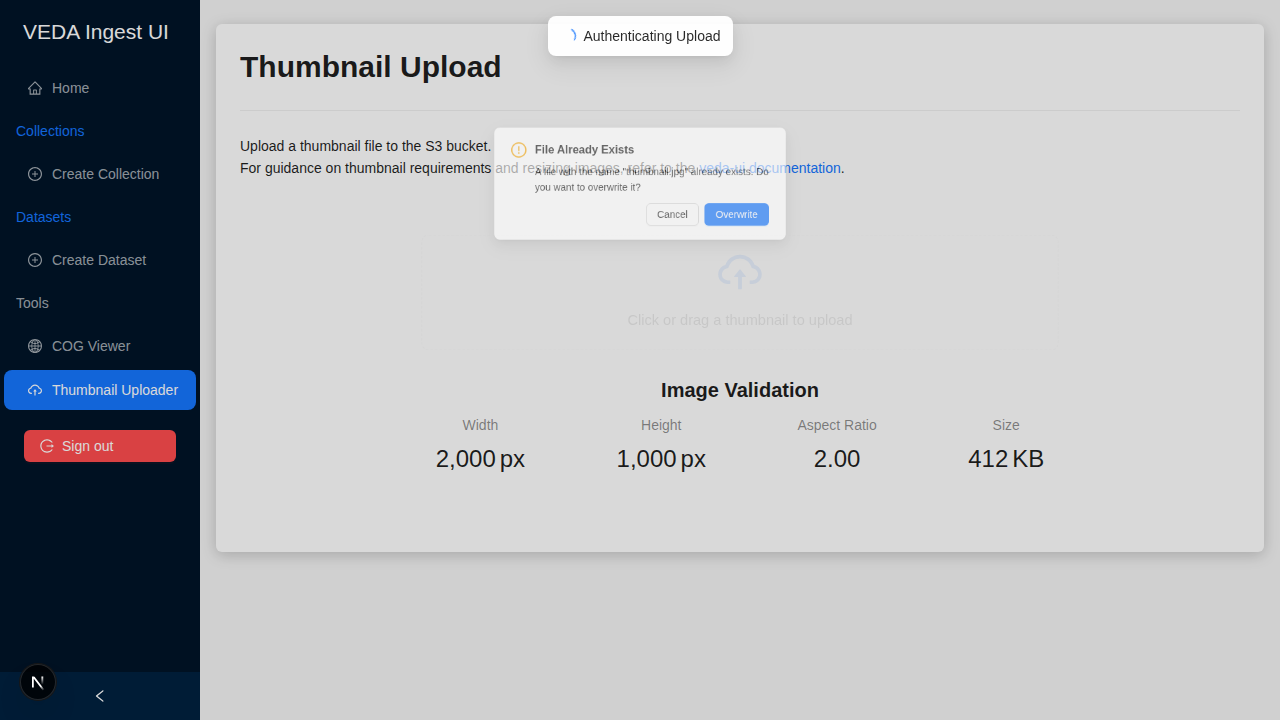 VEDA Ingest UI
Home
Collections
Create Collection
Datasets
Create Dataset
Tools
COG Viewer
Thumbnail Uploader
Sign out
N
Authenticating Upload
Thumbnail Upload
Upload a thumbnail file to the S3 bucket.
For guidance on thumbnail requirements and resizing images, refer to the veda-ui documentation.
File Already Exists
A file with the name "thumbnail.jpg" already exists. Do
you want to overwrite it?
Cancel
Overwrite
Click or drag a thumbnail to upload
Image Validation
Width
Height
Aspect Ratio
Size
2,000 px
1,000 px
2.00
412 KB